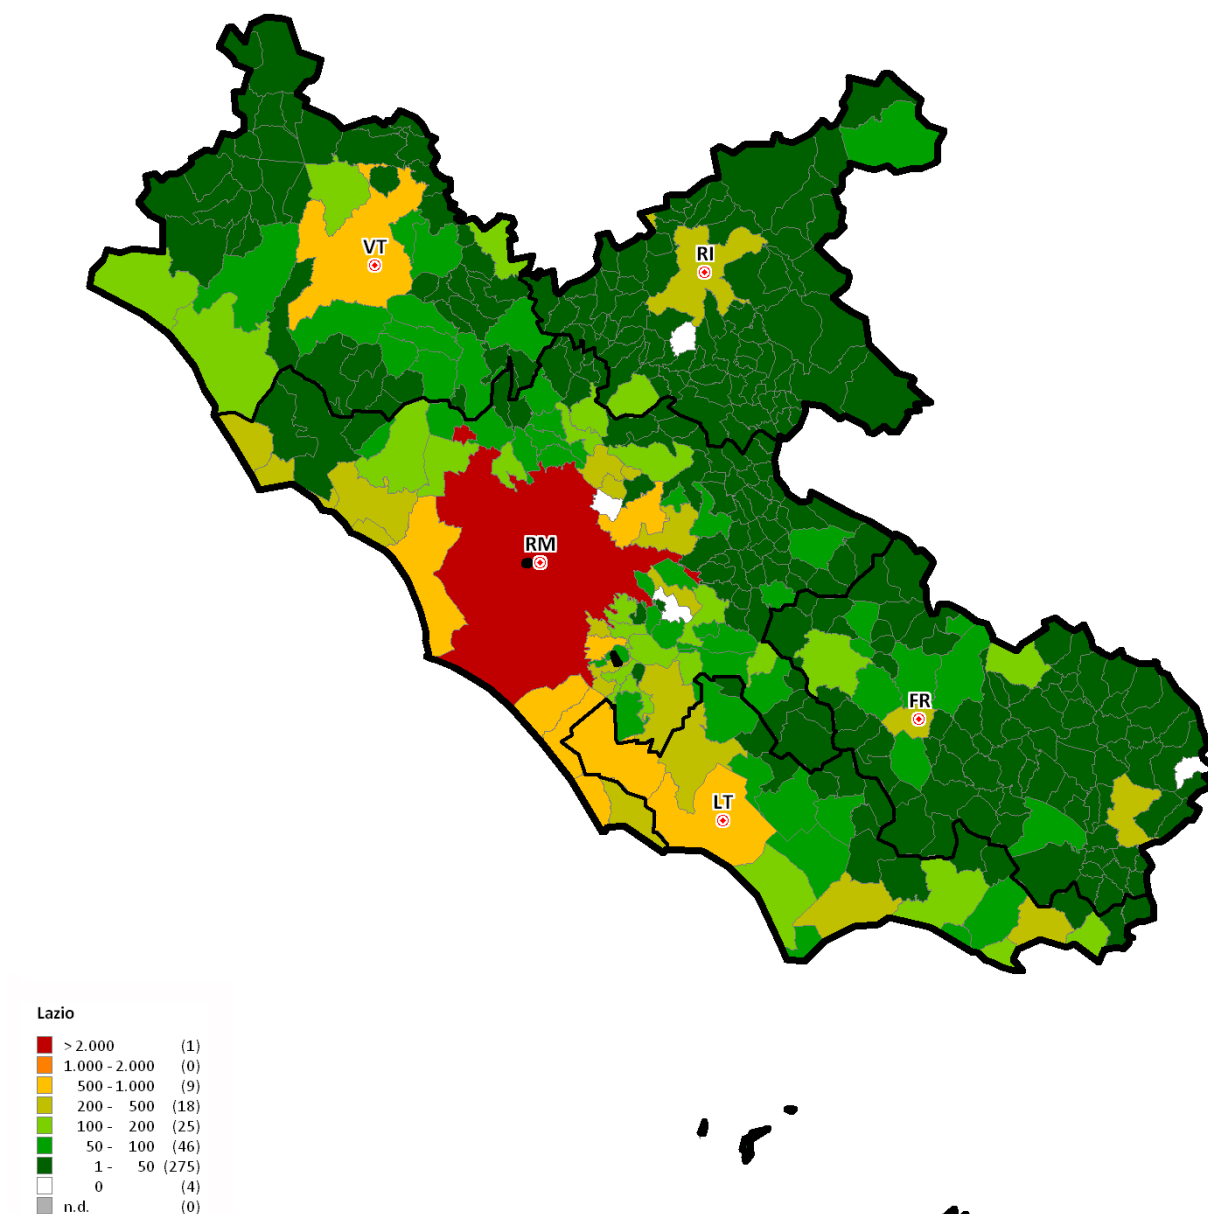 VT
RI
RM
FR
LT
Lazio
> 2.000 (1)
1.000 - 2.000 (0)
500 - 1.000 (9)
200 - 500 (18)
100 - 200 (25)
50 - 100 (46)
1 - 50 (275)
0 (4)
n.d. (0)